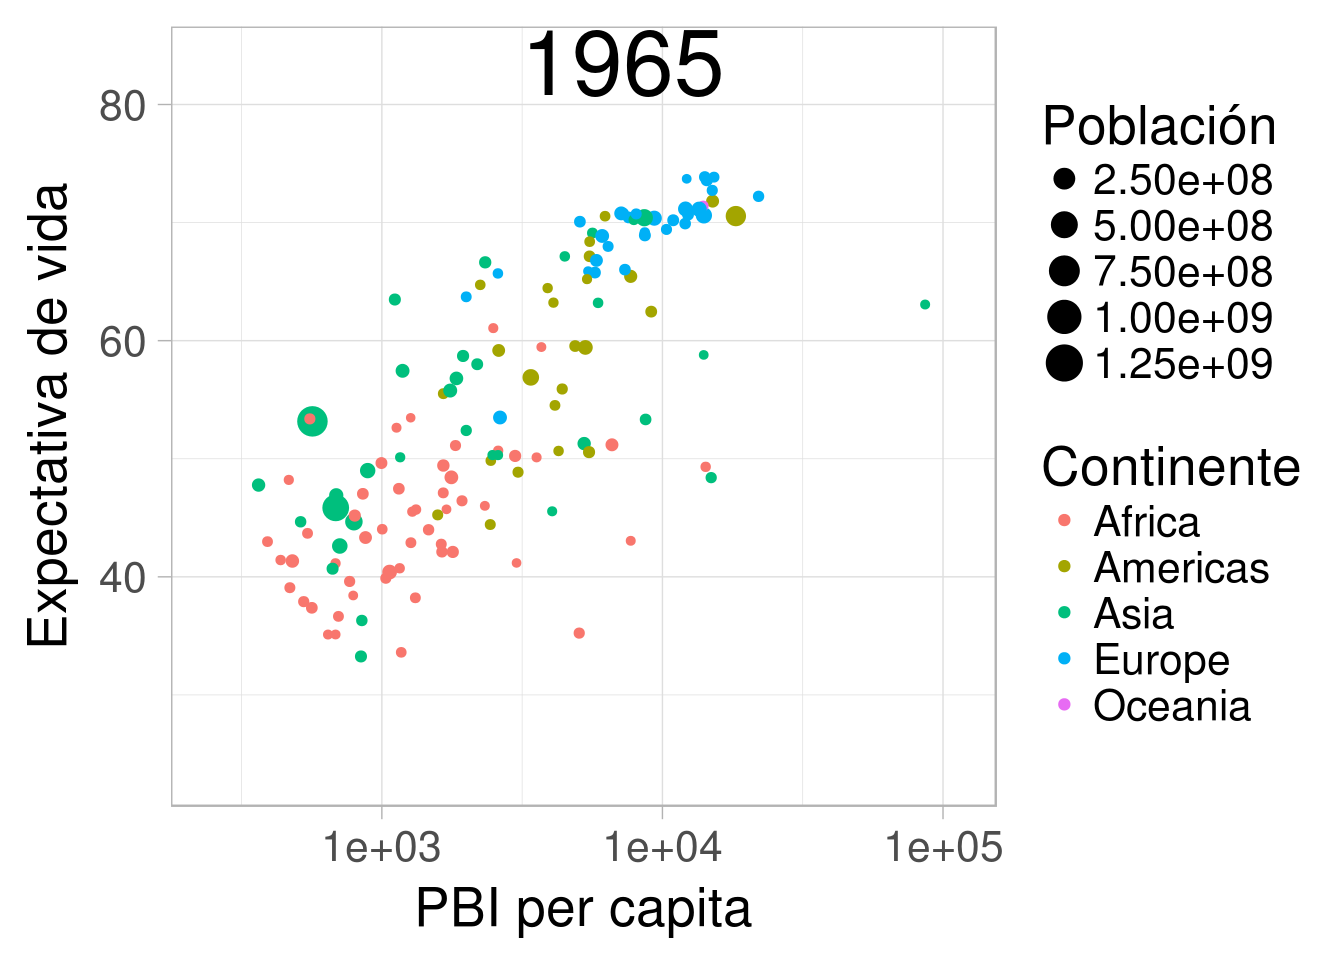 1965
Expectativa de vida
80
60
40
1e+03 1e+04 1e+05
PBI per capita
Población
2.50e+08
5.00e+08
7.50e+08
1.00e+09
1.25e+09
Continente
Africa
Americas
Asia
Europe
Oceania